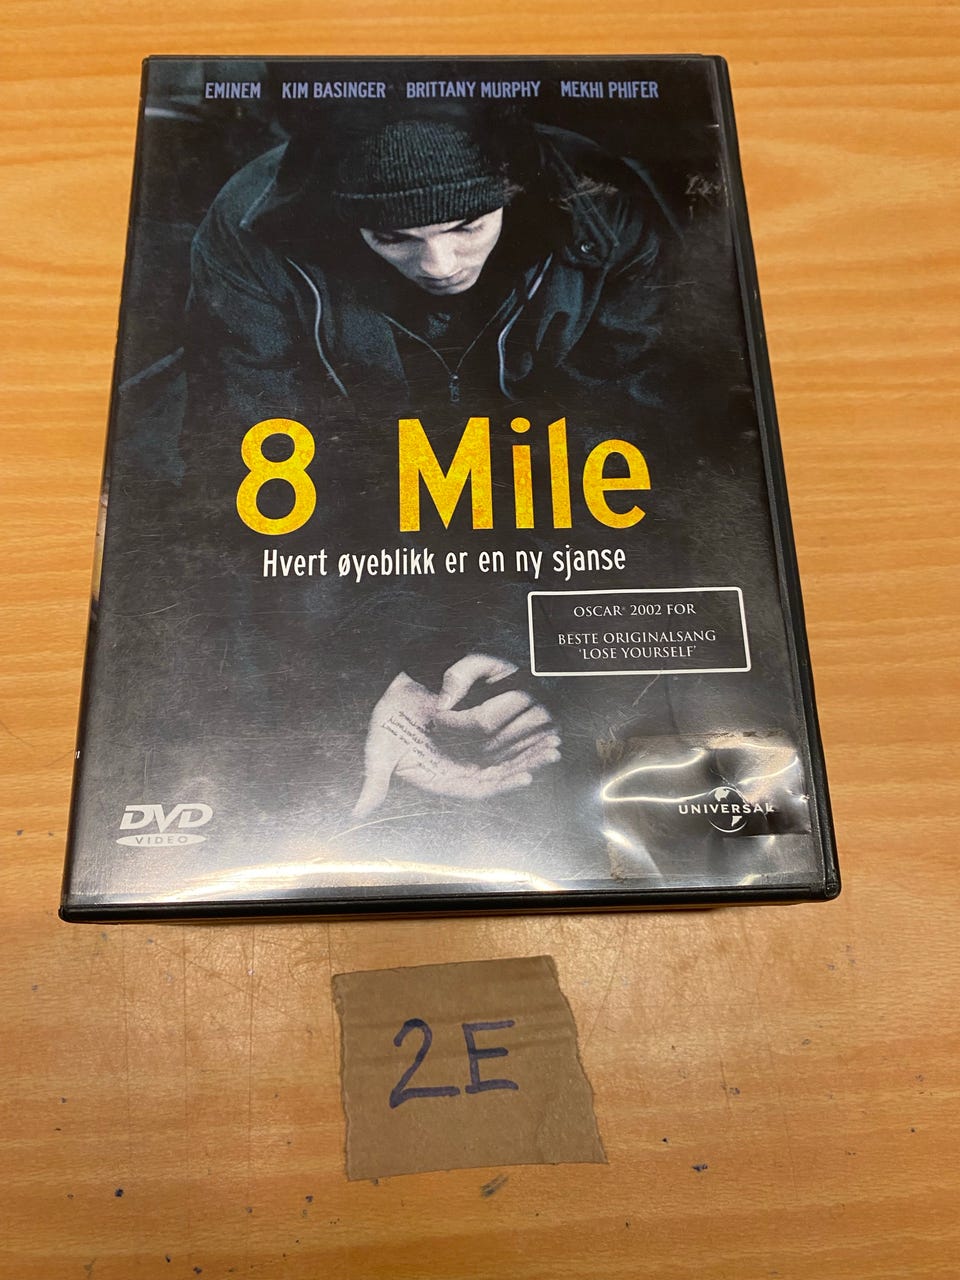 EMINEM KIM BASINGER BRITTANY MURPHY MEKHI PHIFER
8 Mile
Hvert øyeblikk er en ny sjanse
OSCAR® 2002 FOR
BESTE ORIGINALSANG
'LOSE YOURSELF'
DVD
VIDEO
UNIVERSAL
2E